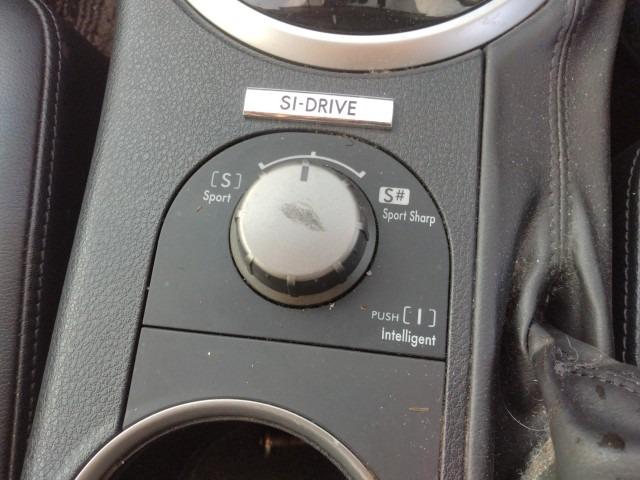 SI-DRIVE
[S]
Sport
S#
Sport Sharp
PUSH [I]
Intelligent